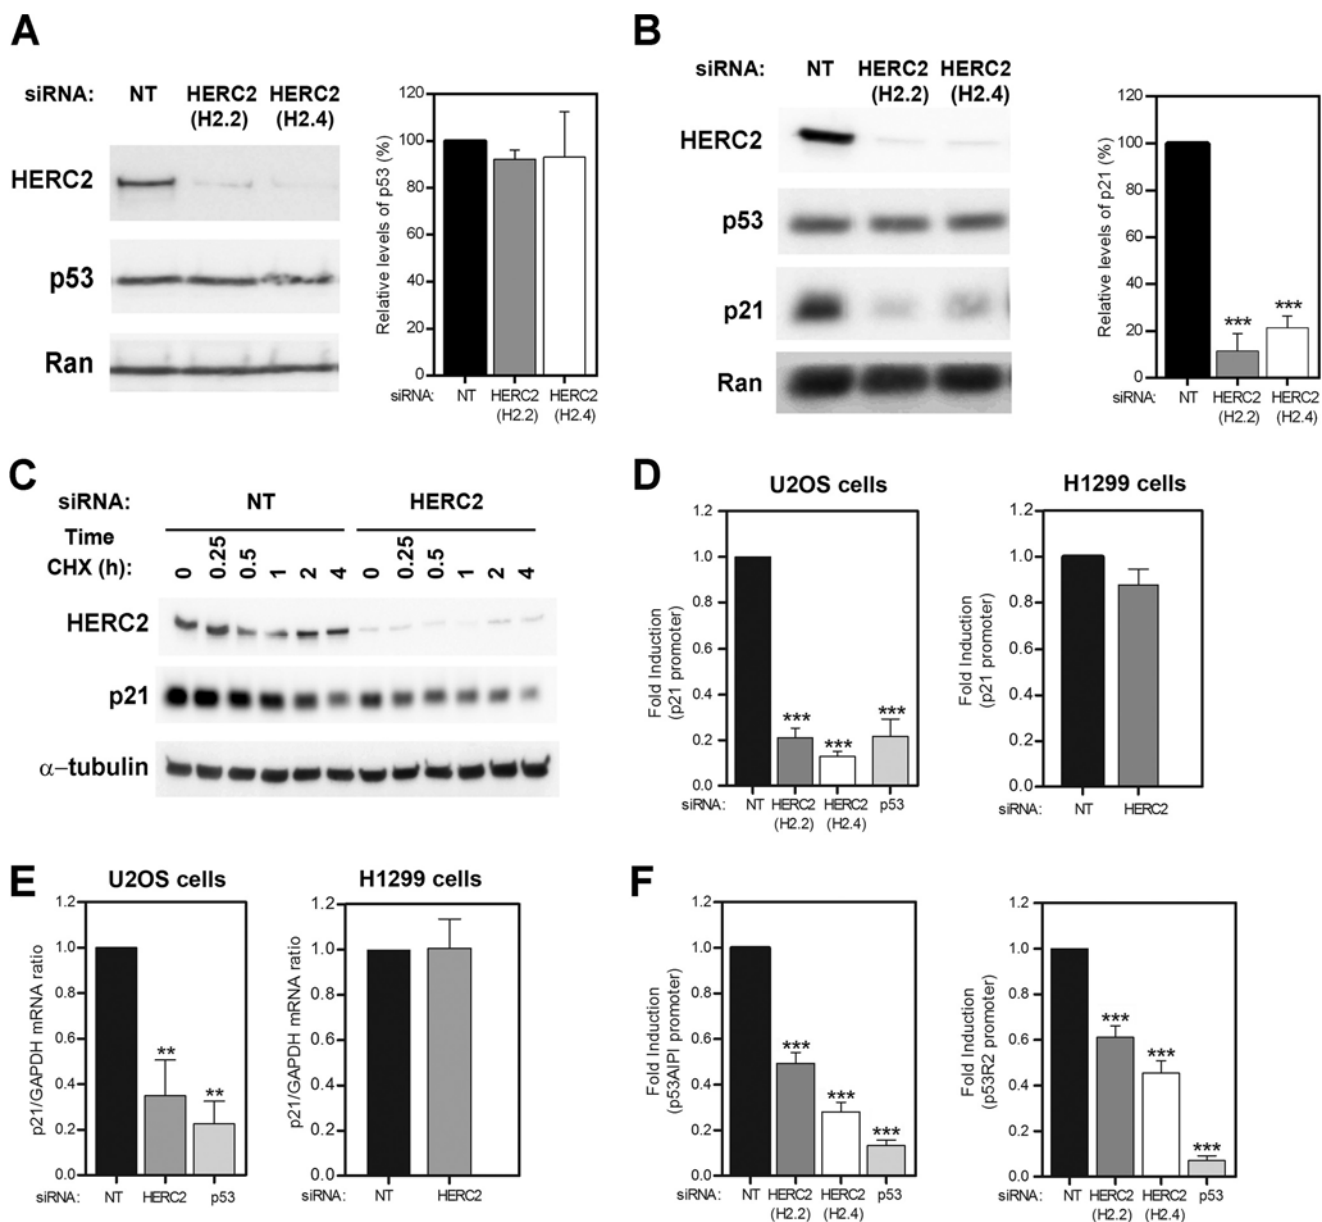 A
siRNA: NT HERC2 HERC2
(H2.2) (H2.4)
HERC2
p53
Ran
Relative levels of p53 (%)
120
100
80
60
40
20
0
siRNA: NT HERC2 HERC2
(H2.2) (H2.4)
B
siRNA: NT HERC2 HERC2
(H2.2) (H2.4)
HERC2
p53
p21
Ran
Relative levels of p21 (%)
120
100
80
60
40
20
0
*** ***
siRNA: NT HERC2 HERC2
(H2.2) (H2.4)
C
siRNA: NT HERC2
Time
CHX (h): 0 0.25 0.5 1 2 4 0 0.25 0.5 1 2 4
HERC2
p21
α−tubulin
D
U2OS cells
Fold Induction
(p21 promoter)
1.2
1.0
0.8
0.6
0.4
0.2
0.0
*** *** ***
siRNA: NT HERC2 HERC2 p53
(H2.2) (H2.4)
H1299 cells
Fold Induction
(p21 promoter)
1.2
1.0
0.8
0.6
0.4
0.2
0.0
siRNA: NT HERC2
E
U2OS cells
p21/GAPDH mRNA ratio
1.2
1.0
0.8
0.6
0.4
0.2
0.0
** **
siRNA: NT HERC2 p53
H1299 cells
p21/GAPDH mRNA ratio
1.2
1.0
0.8
0.6
0.4
0.2
0.0
siRNA: NT HERC2
F
Fold Induction
(p53AIPI promoter)
1.2
1.0
0.8
0.6
0.4
0.2
0.0
*** *** ***
siRNA: NT HERC2 HERC2 p53
(H2.2) (H2.4)
Fold Induction
(p53R2 promoter)
1.2
1.0
0.8
0.6
0.4
0.2
0.0
*** *** ***
siRNA: NT HERC2 HERC2 p53
(H2.2) (H2.4)